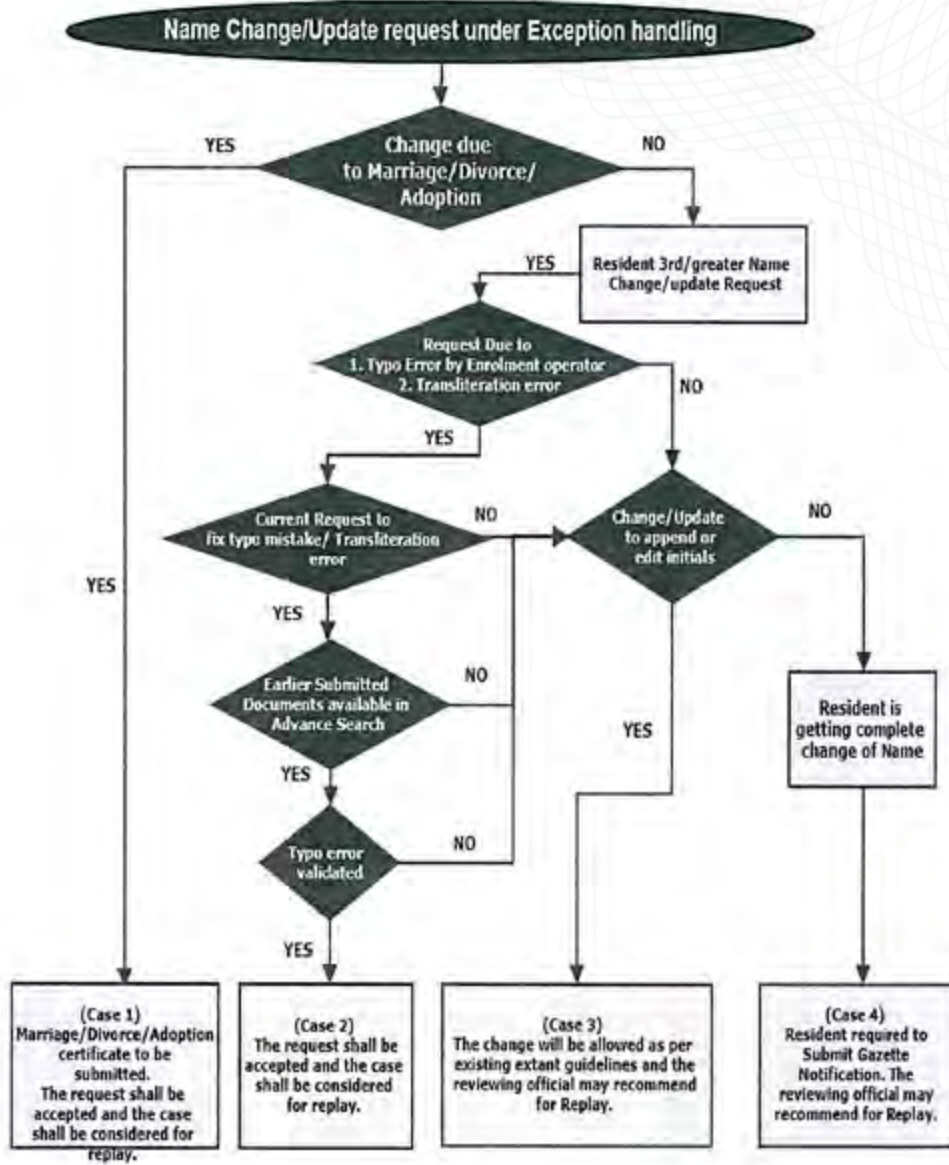 Name Change/Update request under Exception handling
YES
Change due
to Marriage/Divorce/
Adoption
NO
YES
Resident 3rd/greater Name
Change/update Request
Request Due to
1. Typo Error by Enrolment operator
2. Transliteration error
NO
YES
Current Request to
fix typo mistake/ Transliteration
error
NO
Change/Update
to append or
edit initials
NO
YES
YES
Earlier Submitted
Documents available in
Advance Search
NO
YES
Resident is
getting complete
change of Name
YES
Typo error
validated
NO
YES
(Case 1)
Marriage/Divorce/Adoption
certificate to be
submitted.
The request shall be
accepted and the case
shall be considered for
replay.
(Case 2)
The request shall be
accepted and the case
shall be considered
for replay.
(Case 3)
The change will be allowed as per
existing extant guidelines and the
reviewing official may recommend
for Replay.
(Case 4)
Resident required to
Submit Gazette
Notification. The
reviewing official may
recommend for Replay.